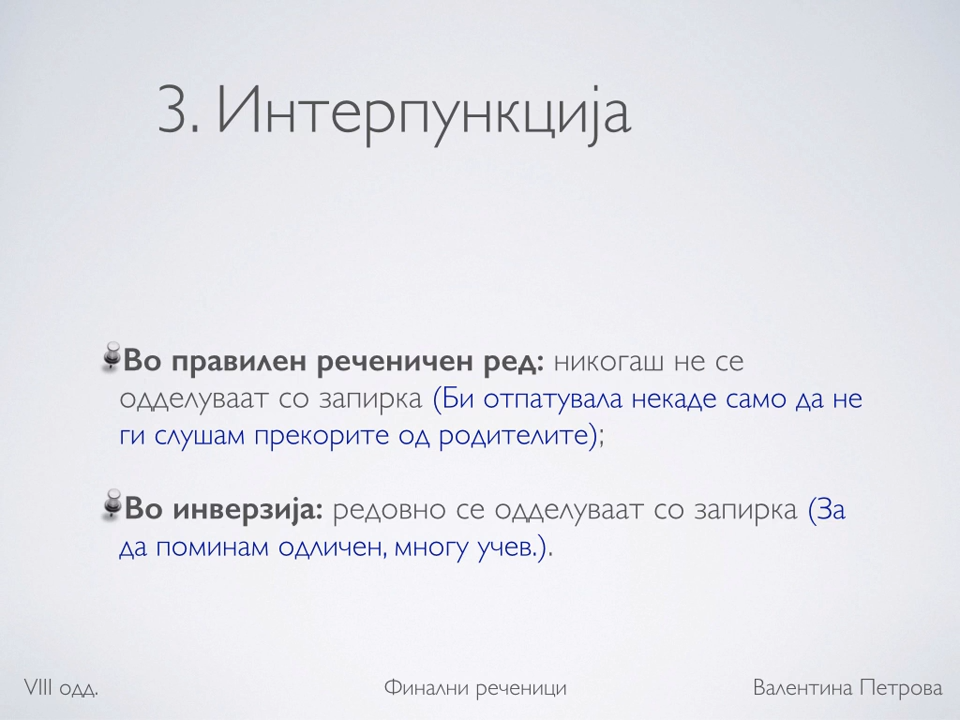 3. Интерпункција
Во правилен реченичен ред: никогаш не се
одделуваат со запирка (Би отпатувала некаде само да не
ги слушам прекорите од родителите);
Во инверзија: редовно се одделуваат со запирка (За
да поминам одличен, многу учев.).
VIII одд.
Финални реченици
Валентина Петрова